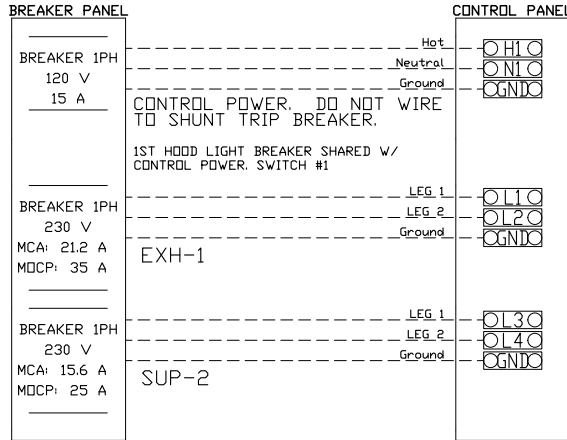 BREAKER PANEL
CONTROL PANEL
BREAKER 1PH
120 V
15 A
Hot
Neutral
Ground
H1
N1
GND
CONTROL POWER. DO NOT WIRE
TO SHUNT TRIP BREAKER.
1ST HOOD LIGHT BREAKER SHARED W/
CONTROL POWER. SWITCH #1
BREAKER 1PH
230 V
MCA: 21.2 A
MOCP: 35 A
LEG 1
LEG 2
Ground
L1
L2
GND
EXH-1
BREAKER 1PH
230 V
MCA: 15.6 A
MOCP: 25 A
LEG 1
LEG 2
Ground
L3
L4
GND
SUP-2